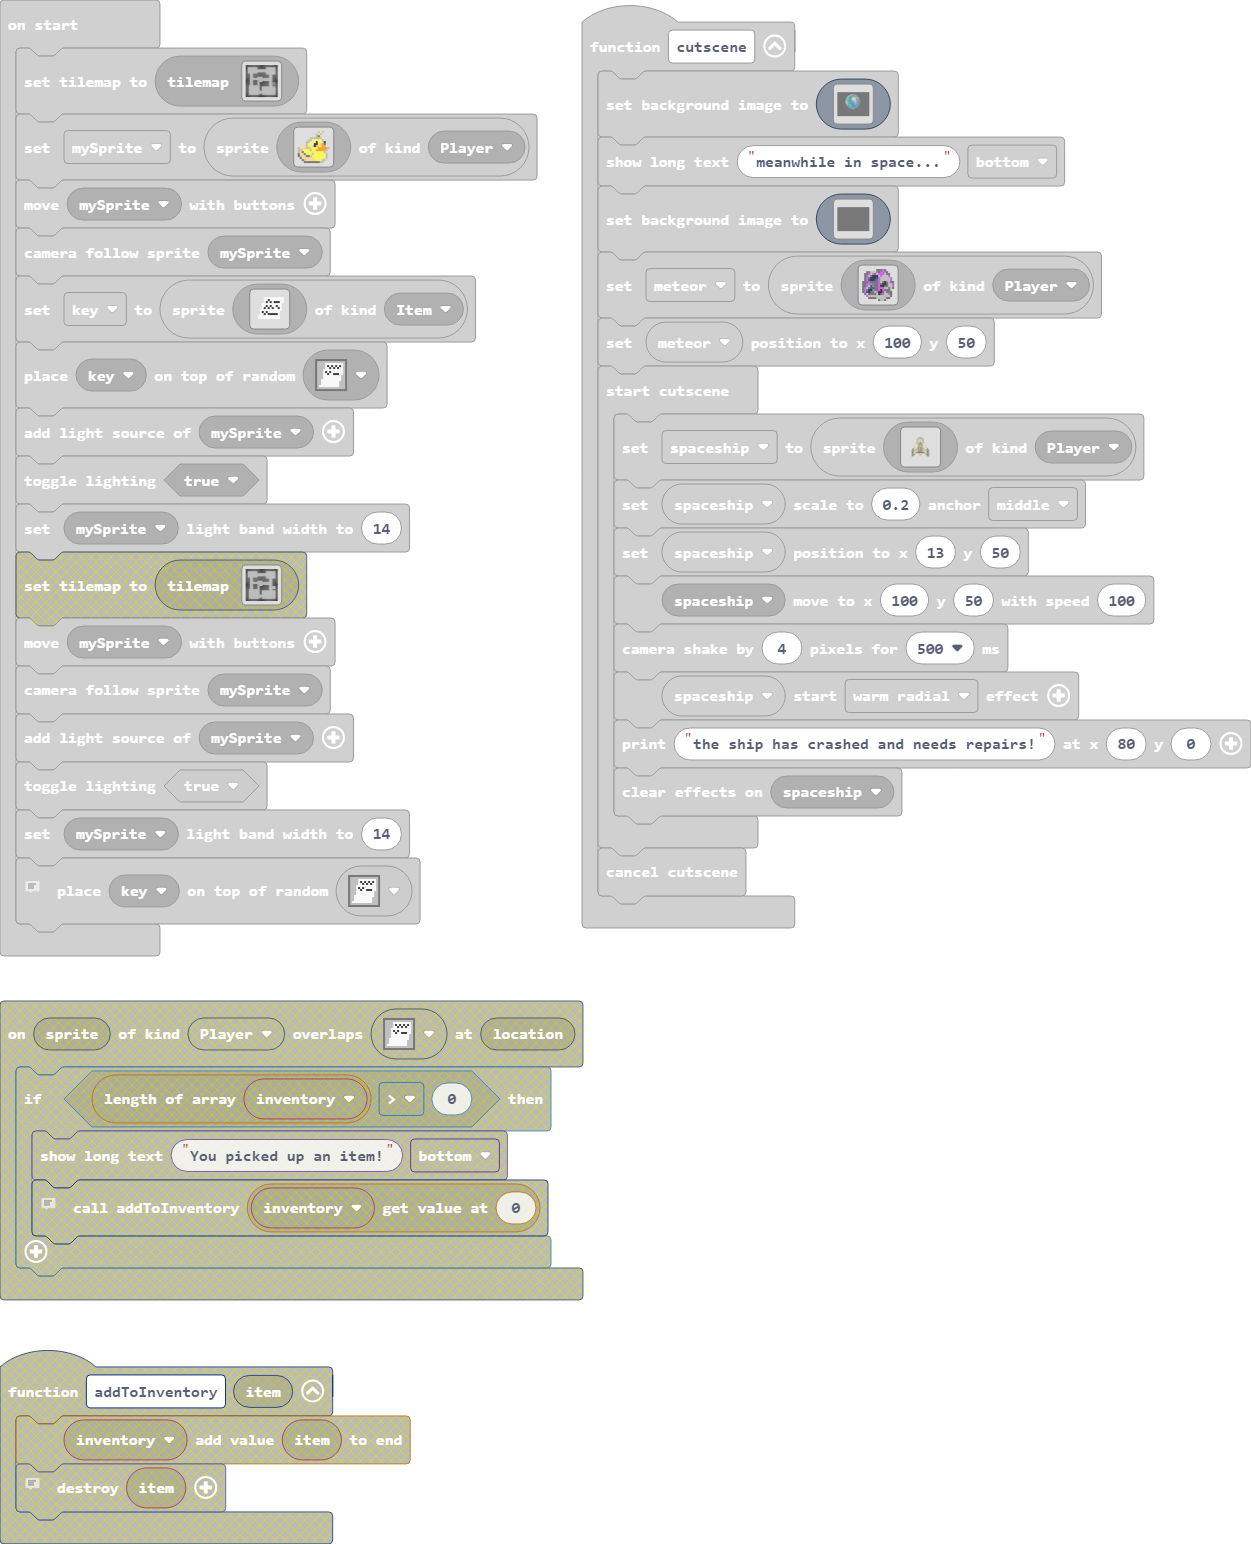 on start
set tilemap to tilemap
set mySprite to sprite of kind Player
move mySprite with buttons
camera follow sprite mySprite
set key to sprite of kind Item
place key on top of random
add light source of mySprite
toggle lighting true
set mySprite light band width to 14
set tilemap to tilemap
move mySprite with buttons
camera follow sprite mySprite
add light source of mySprite
toggle lighting true
set mySprite light band width to 14
place key on top of random
function cutscene
set background image to
show long text "meanwhile in space..." bottom
set background image to
set meteor to sprite of kind Player
set meteor position to x 100 y 50
start cutscene
set spaceship to sprite of kind Player
set spaceship scale to 0.2 anchor middle
set spaceship position to x 13 y 50
spaceship move to x 100 y 50 with speed 100
camera shake by 4 pixels for 500 ms
spaceship start warm radial effect
print "the ship has crashed and needs repairs!" at x 80 y 0
clear effects on spaceship
cancel cutscene
on sprite of kind Player overlaps at location
if length of array inventory > 0 then
show long text "You picked up an item!" bottom
call addToInventory inventory get value at 0
function addToInventory item
inventory add value item to end
destroy item